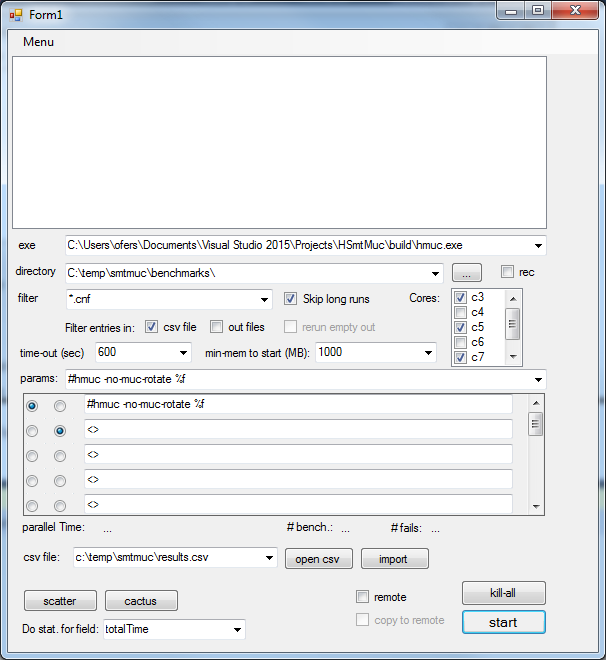 Form1
Menu
exe C:\Users\ofers\Documents\Visual Studio 2015\Projects\HSmtMuc\build\hmuc.exe
directory C:\temp\smtmuc\benchmarks\ ... rec
filter *.cnf Skip long runs Cores: c3
c4
Filter entries in: csv file out files rerun empty out c5
c6
time-out (sec) 600 min-mem to start (MB): 1000 c7
params: #hmuc -no-muc-rotate %f
#hmuc -no-muc-rotate %f
<>
<>
<>
<>
parallel Time: ... # bench.: ... # fails: ...
csv file: c:\temp\smtmuc\results.csv open csv import
scatter cactus remote kill-all
Do stat. for field: totalTime copy to remote start